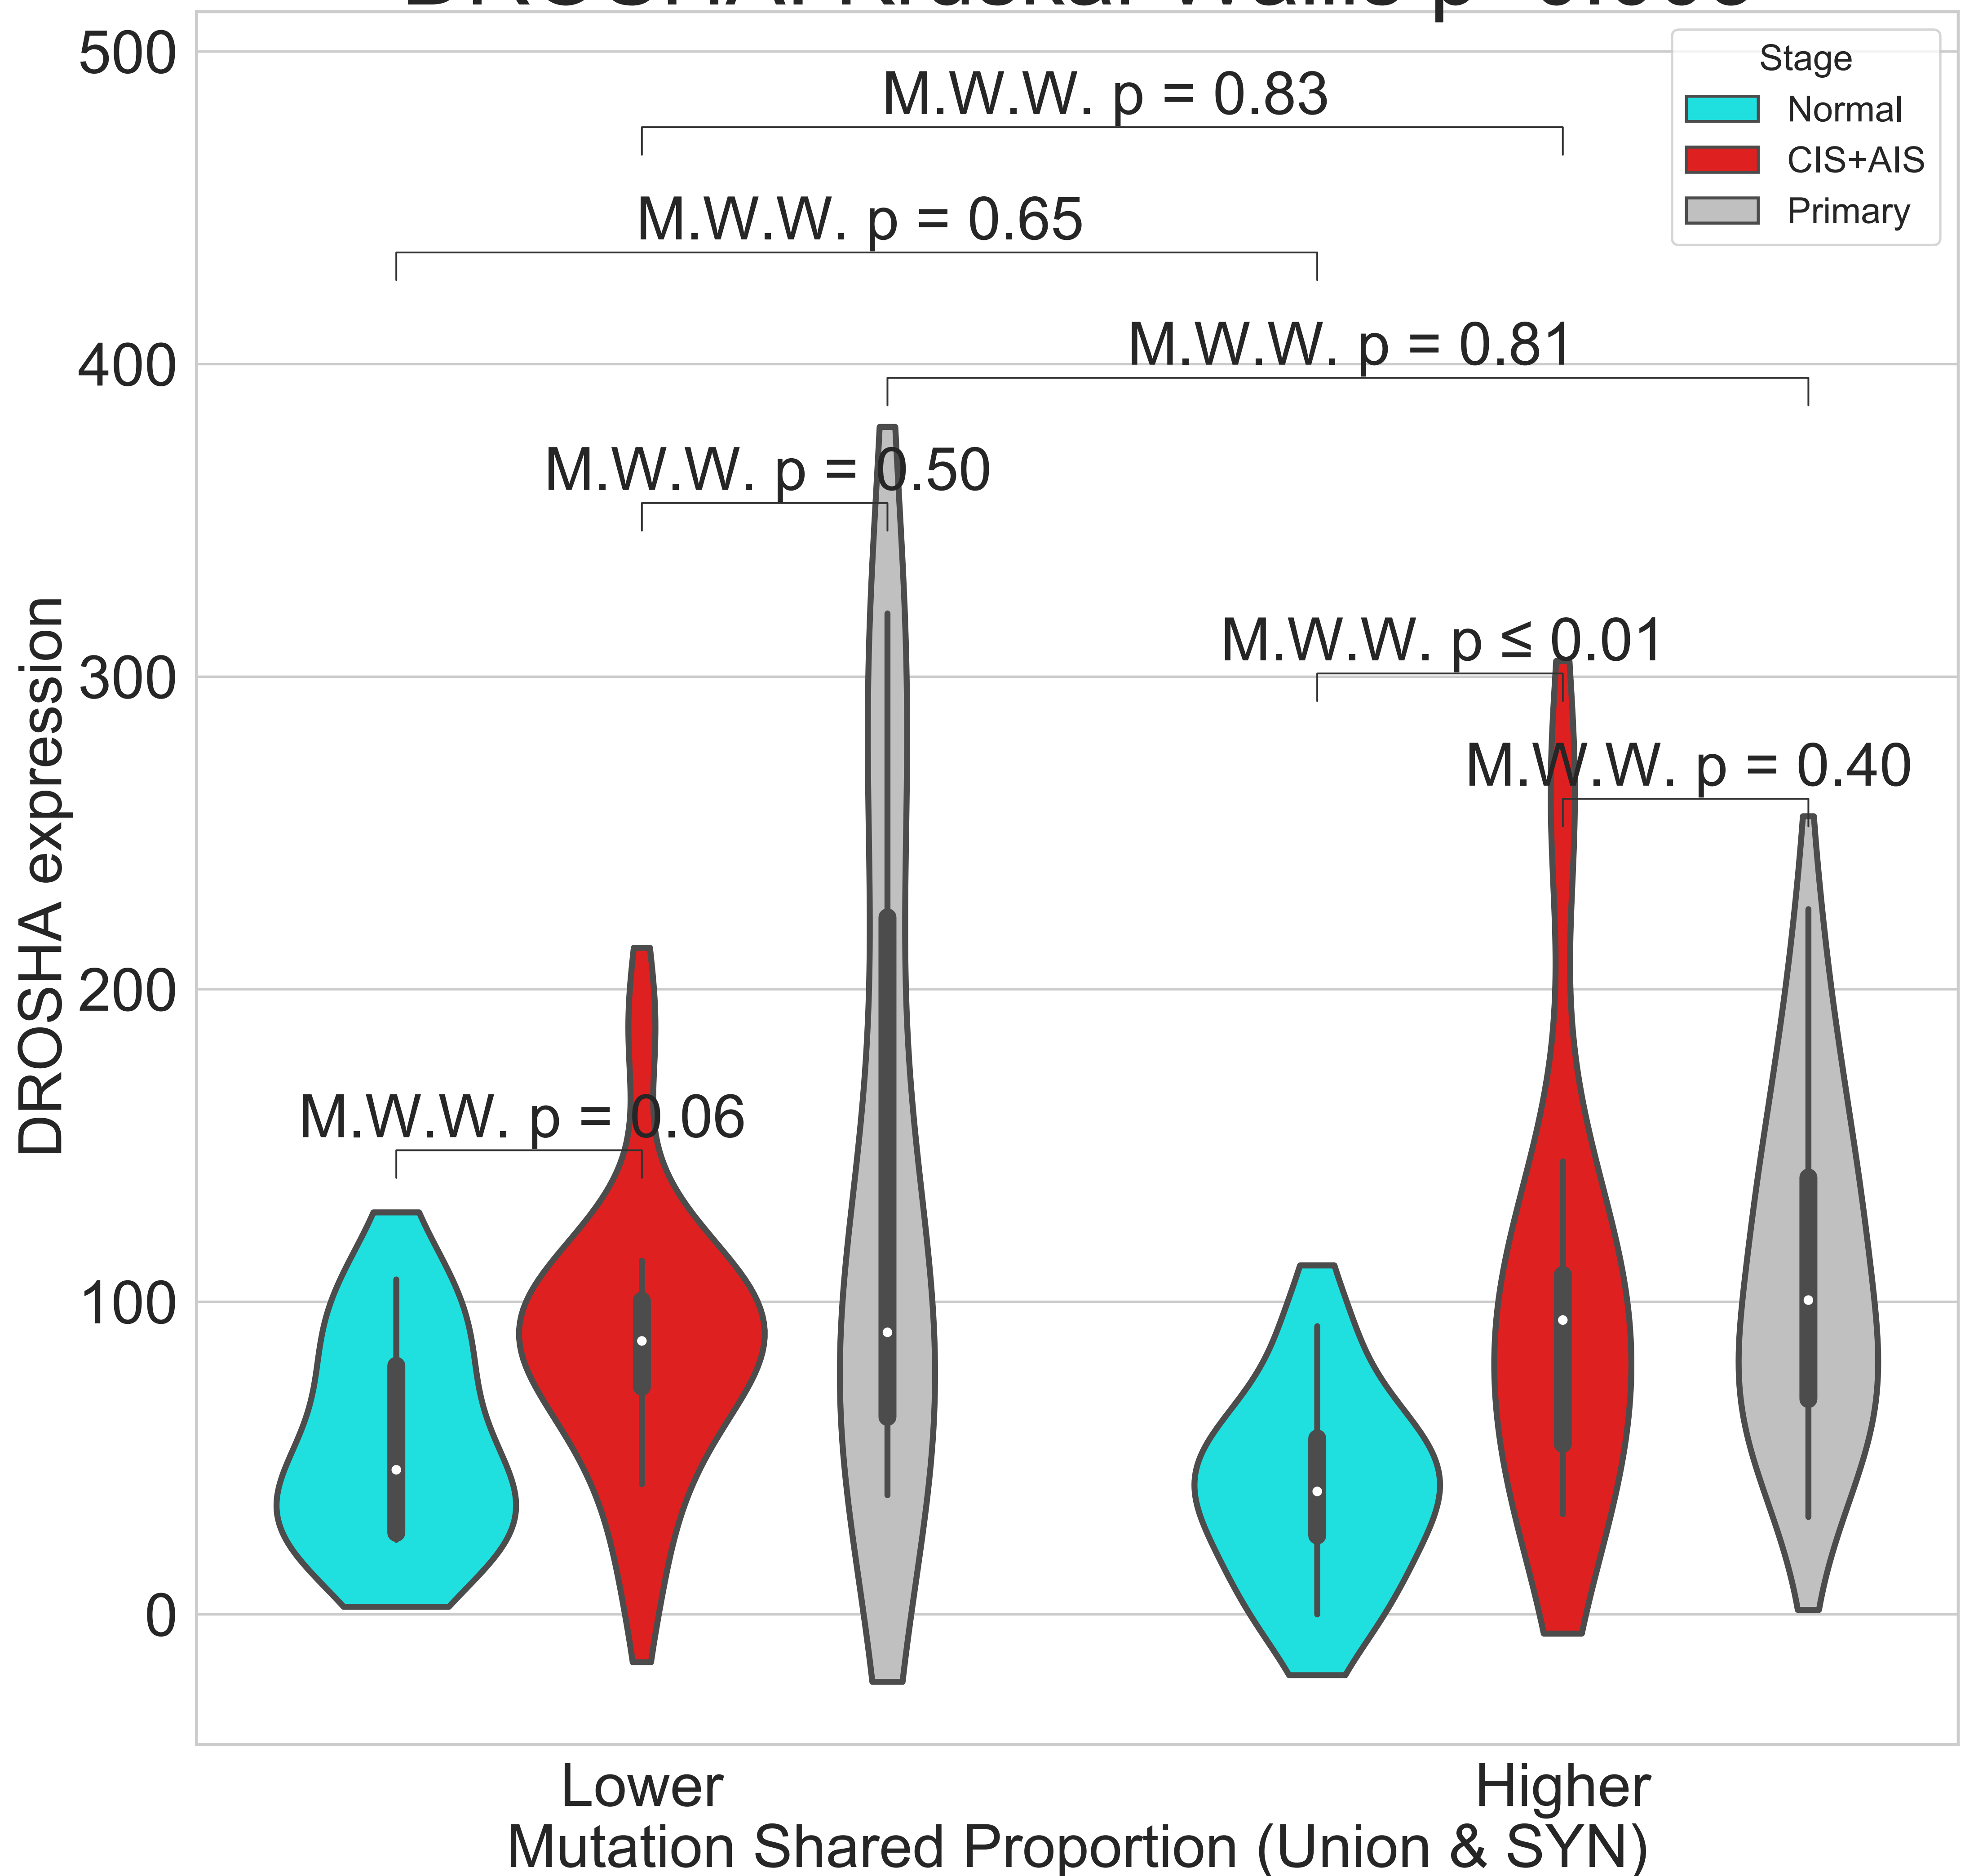 500
M.W.W. p = 0.83
Stage
Normal
CIS+AIS
Primary
M.W.W. p = 0.65
M.W.W. p = 0.81
400
M.W.W. p = 0.50
M.W.W. p ≤ 0.01
300
M.W.W. p = 0.40
DROSHA expression
200
M.W.W. p = 0.06
100
0
Lower
Higher
Mutation Shared Proportion (Union & SYN)